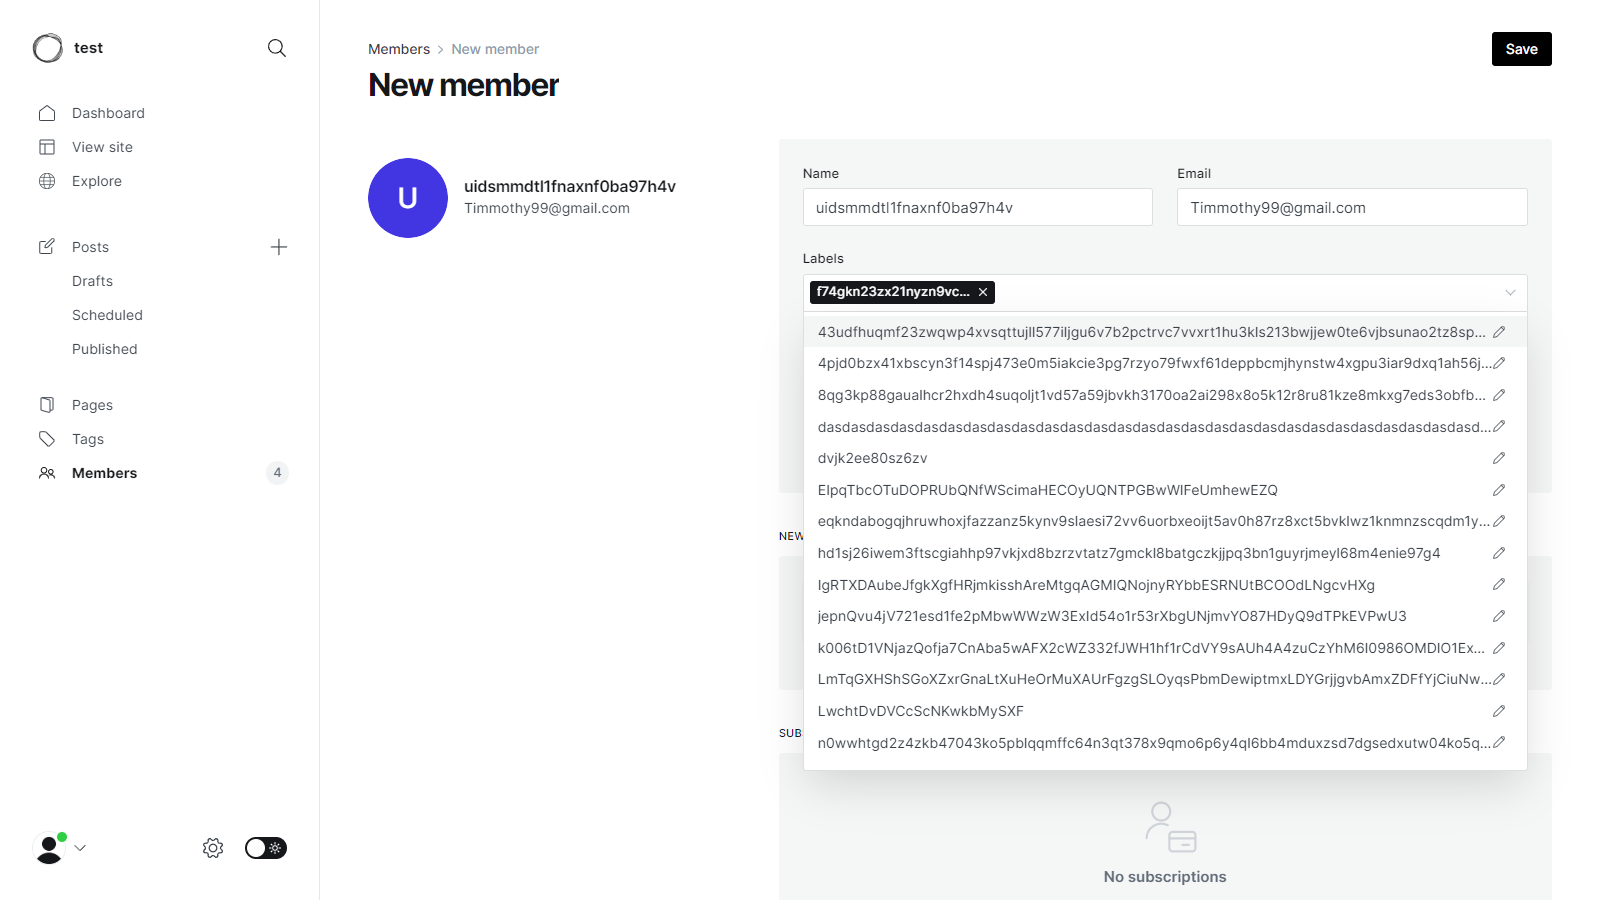 test
Dashboard
View site
Explore
Posts
Drafts
Scheduled
Published
Pages
Tags
Members 4
Members > New member
New member
Save
U
uidsmmdtl1fnaxnf0ba97h4v
Timmothy99@gmail.com
Name
uidsmmdtl1fnaxnf0ba97h4v
Email
Timmothy99@gmail.com
Labels
f74gkn23zx21nyzn9vc...
43udfhuqmf23zwqwp4xvsqttujll577iljgu6v7b2pctrvc7vvxrt1hu3kls213bwjjew0te6vjbsunao2tz8sp...
4pjd0bzx41xbscyn3f14spj473e0m5iakcie3pg7rzyo79fwxf61deppbcmjhynstw4xgpu3iar9dxq1ah56j...
8qg3kp88gaualhcr2hxdh4suqoljt1vd57a59jbvkh3170oa2ai298x8o5k12r8ru81kze8mkxg7eds3obfb...
dasdasdasdasdasdasdasdasdasdasdasdasdasdasdasdasdasdasdasdasdasdasdasdasdasdasdasd...
dvjk2ee80sz6zv
EIpqTbcOTuDOPRUbQNfWScimaHECOyUQNTPGBwWIFeUmhewEZQ
eqkndabogqjhruwhoxjfazzanz5kynv9slaesi72vv6uorbxeoijt5av0h87rz8xct5bvklwz1knmnzscqdm1y...
hd1sj26iwem3ftscgiahhp97vkjxd8bzrzvtatz7gmckl8batgczkjjpq3bn1guyrjmeyl68m4enie97g4
IgRTXDAubeJfgkXgfHRjmkisshAreMtgqAGMIQNojnyRYbbESRNUtBCOOdLNgcvHXg
jepnQvu4jV721esd1fe2pMbwWWzW3ExId54o1r53rXbgUNjmvYO87HDyQ9dTPkEVPwU3
k006tD1VNjazQofja7CnAba5wAFX2cWZ332fJWH1hf1rCdVY9sAUh4A4zuCzYhM6I0986OMDIO1Ex...
LmTqGXHShSGoXZxrGnaLtXuHeOrMuXAUrFgzgSLOyqsPbmDewiptmxLDYGrjjgvbAmxZDFfYjCiuNw...
LwchtDvDVCcScNKwkbMySXF
n0wwhtgd2z4zkb47043ko5pblqqmffc64n3qt378x9qmo6p6y4ql6bb4mduxzsd7dgsedxutw04ko5q...
NEW
SUB
No subscriptions